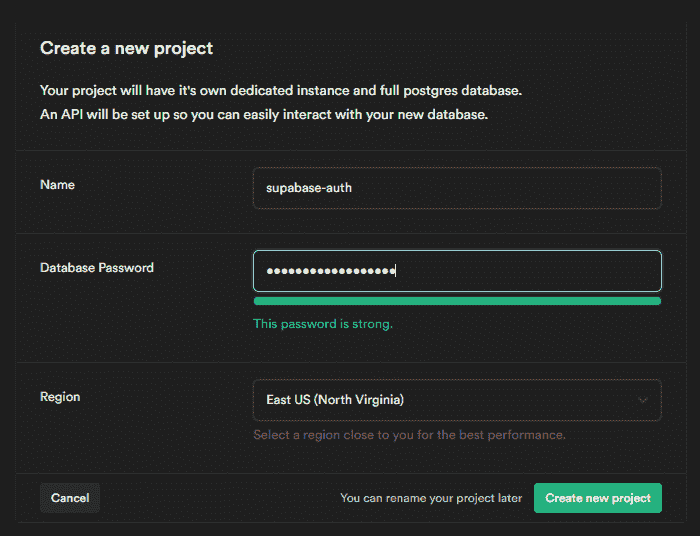 Create a new project
Your project will have it's own dedicated instance and full postgres database.
An API will be set up so you can easily interact with your new database.
Name
supabase-auth
Database Password
••••••••••••••••••
This password is strong.
Region
East US (North Virginia)
Select a region close to you for the best performance.
Cancel
You can rename your project later
Create new project